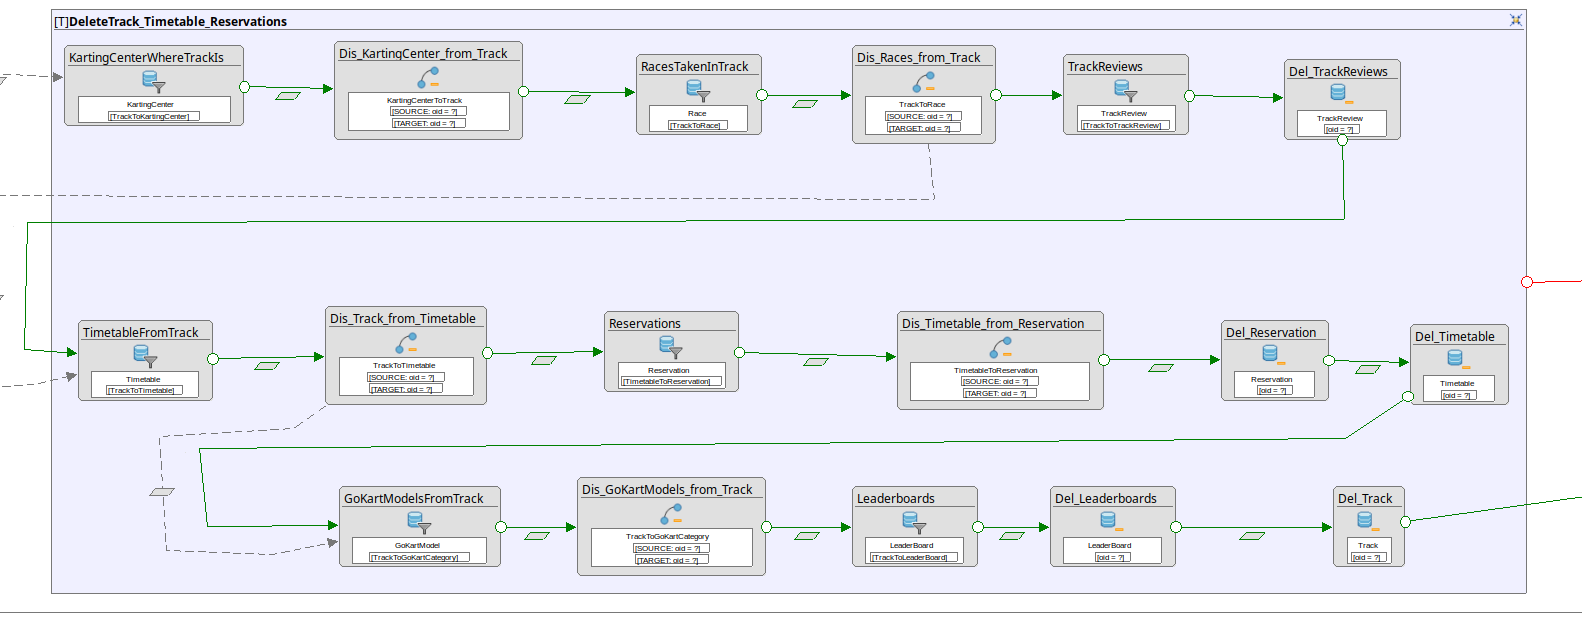 [T]DeleteTrack_Timetable_Reservations
KartingCenterWhereTrackIs
KartingCenter
[TrackToKartingCenter]
Dis_KartingCenter_from_Track
KartingCenterToTrack
[SOURCE: oid = ?]
[TARGET: oid = ?]
RacesTakenInTrack
Race
[TrackToRace]
Dis_Races_from_Track
TrackToRace
[SOURCE: oid = ?]
[TARGET: oid = ?]
TrackReviews
TrackReview
[TrackToTrackReview]
Del_TrackReviews
TrackReview
[oid = ?]
TimetableFromTrack
Timetable
[TrackToTimetable]
Dis_Track_from_Timetable
TrackToTimetable
[SOURCE: oid = ?]
[TARGET: oid = ?]
Reservations
Reservation
[TimetableToReservation]
Dis_Timetable_from_Reservation
TimetableToReservation
[SOURCE: oid = ?]
[TARGET: oid = ?]
Del_Reservation
Reservation
[oid = ?]
Del_Timetable
Timetable
[oid = ?]
GoKartModelsFromTrack
GoKartModel
[TrackToGoKartCategory]
Dis_GoKartModels_from_Track
TrackToGoKartCategory
[SOURCE: oid = ?]
[TARGET: oid = ?]
Leaderboards
LeaderBoard
[TrackToLeaderBoard]
Del_Leaderboards
LeaderBoard
[oid = ?]
Del_Track
Track
[oid = ?]